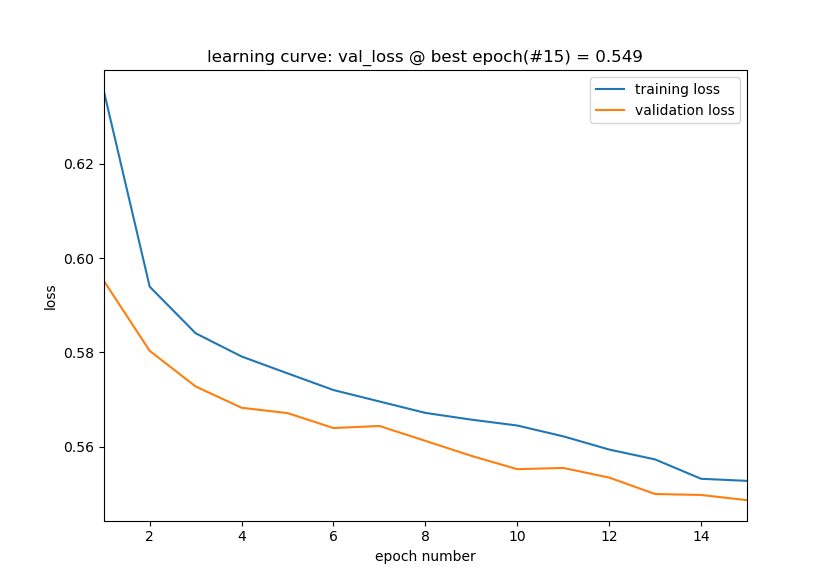 learning curve: val_loss @ best epoch(#15) = 0.549
training loss
validation loss
0.62
0.60
0.58
0.56
loss
2 4 6 8 10 12 14
epoch number